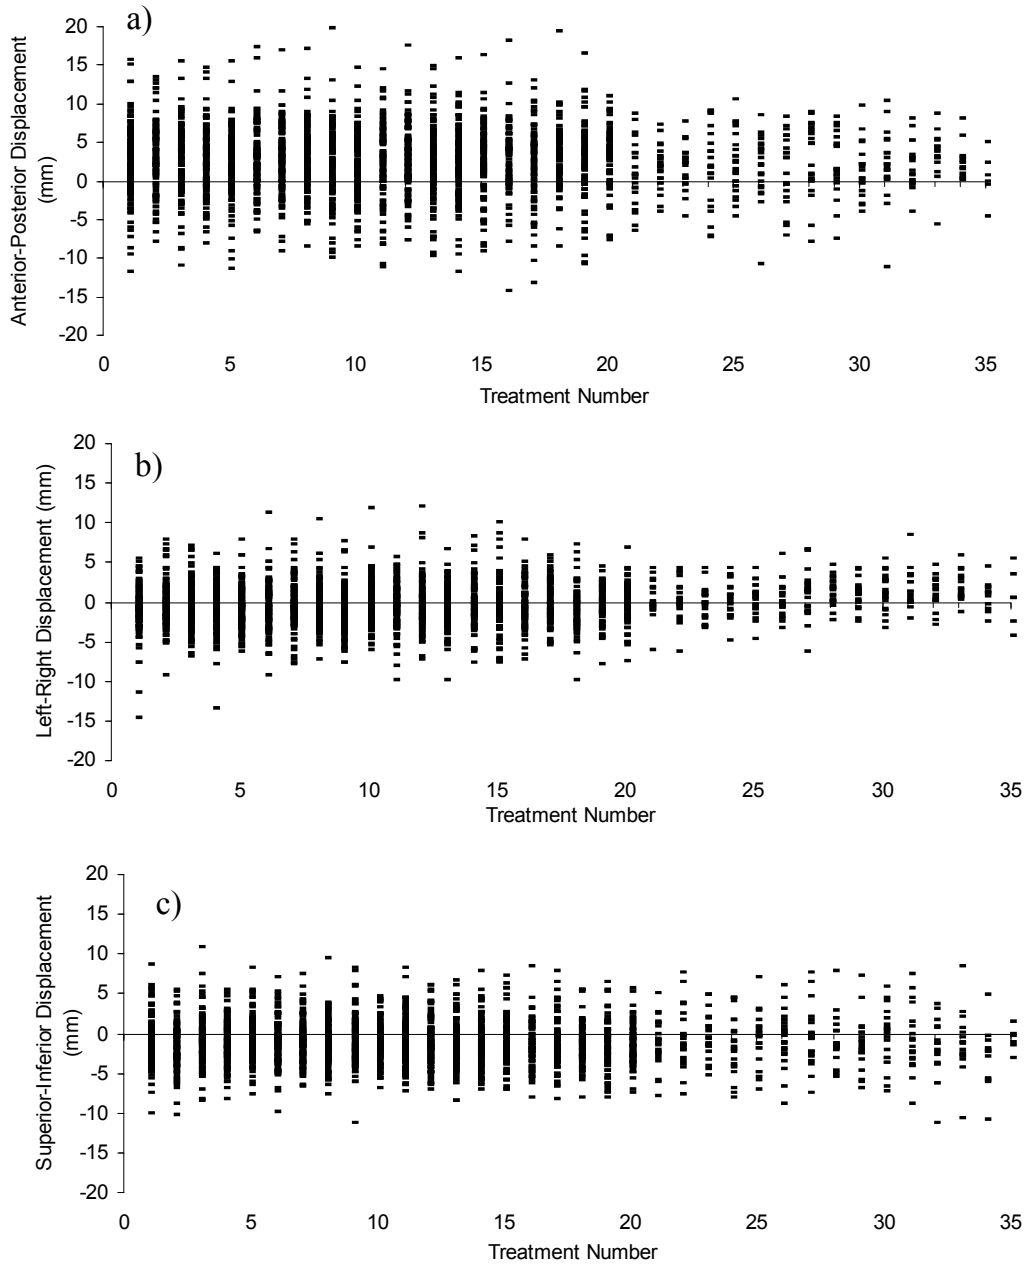 a)
Anterior-Posterior Displacement
(mm)
20
15
10
5
0
-5
-10
-15
-20
0 5 10 15 20 25 30 35
Treatment Number
b)
Left-Right Displacement (mm)
20
15
10
5
0
-5
-10
-15
-20
0 5 10 15 20 25 30 35
Treatment Number
c)
Superior-Inferior Displacement
(mm)
20
15
10
5
0
-5
-10
-15
-20
0 5 10 15 20 25 30 35
Treatment Number